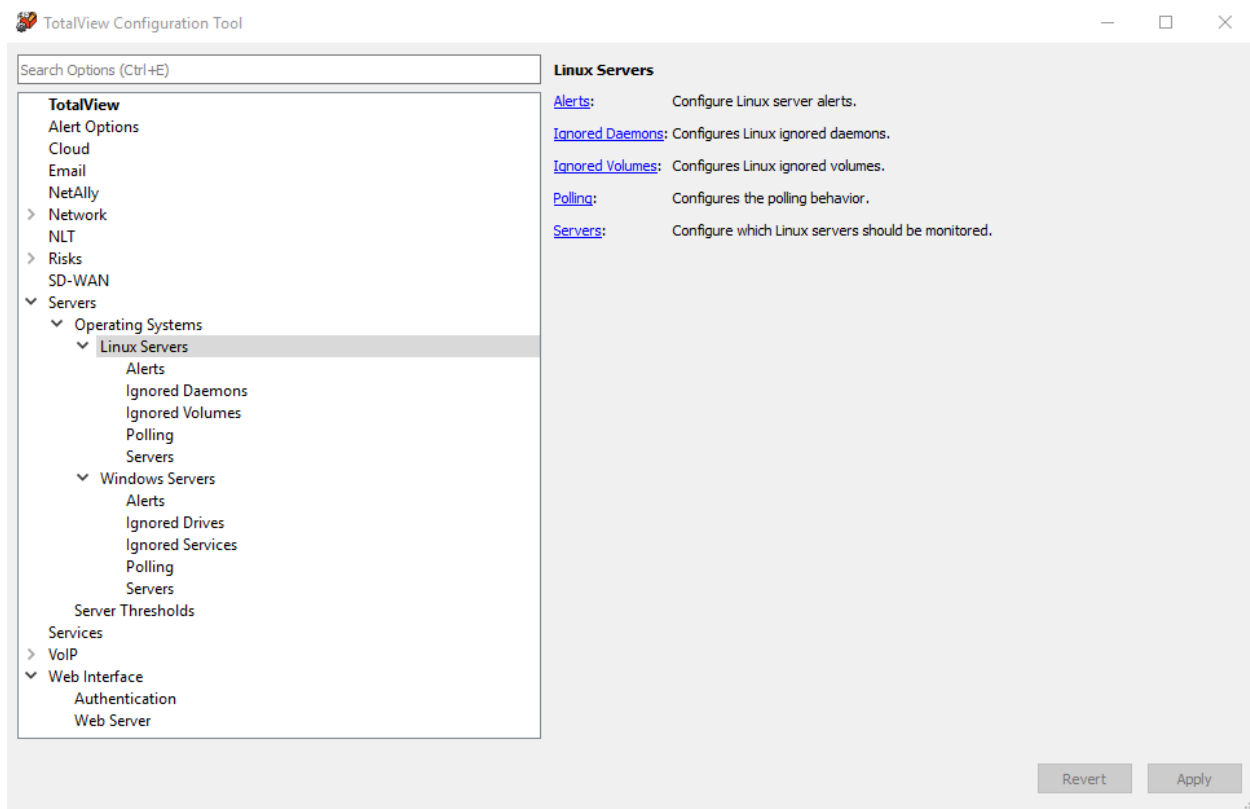 TotalView Configuration Tool
Search Options (Ctrl+E)
TotalView
Alert Options
Cloud
Email
NetAlly
Network
NLT
Risks
SD-WAN
Servers
Operating Systems
Linux Servers
Alerts
Ignored Daemons
Ignored Volumes
Polling
Servers
Windows Servers
Alerts
Ignored Drives
Ignored Services
Polling
Servers
Server Thresholds
Services
VoIP
Web Interface
Authentication
Web Server
Linux Servers
Alerts: Configure Linux server alerts.
Ignored Daemons: Configures Linux ignored daemons.
Ignored Volumes: Configures Linux ignored volumes.
Polling: Configures the polling behavior.
Servers: Configure which Linux servers should be monitored.
Revert Apply